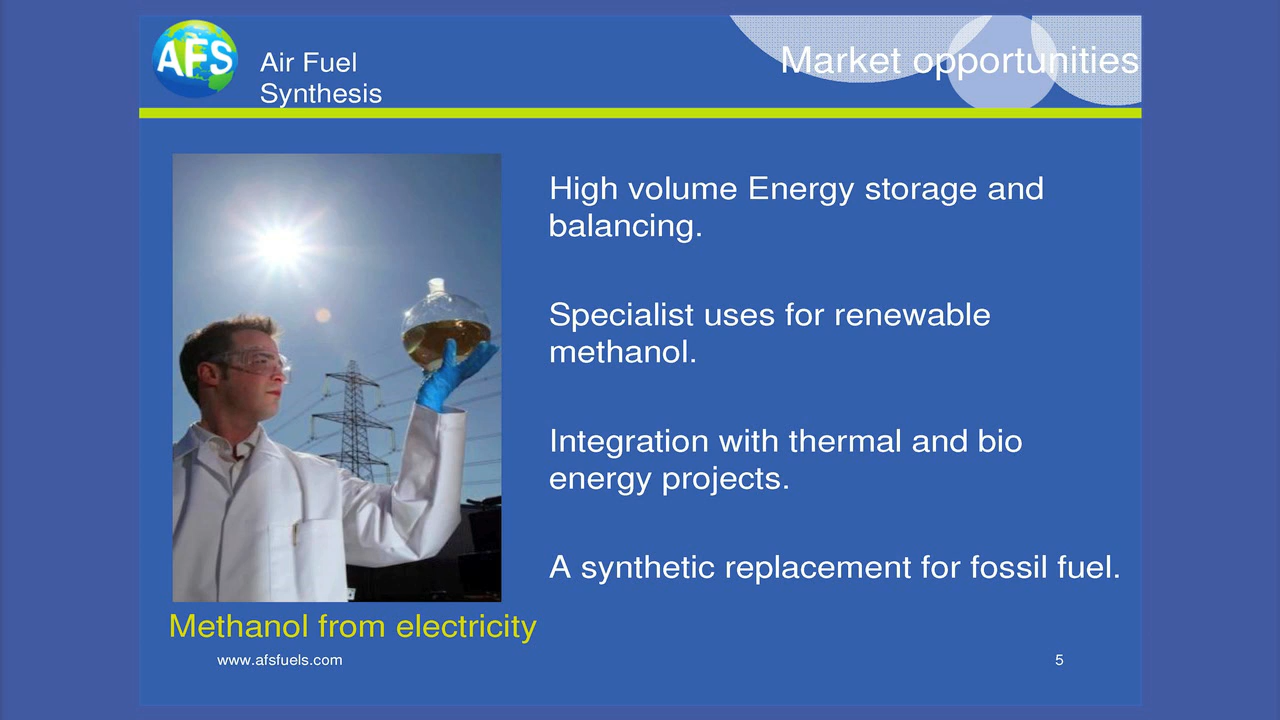 AFS
Air Fuel
Synthesis
Market opportunities
High volume Energy storage and
balancing.
Specialist uses for renewable
methanol.
Integration with thermal and bio
energy projects.
A synthetic replacement for fossil fuel.
Methanol from electricity
www.afsfuels.com
5